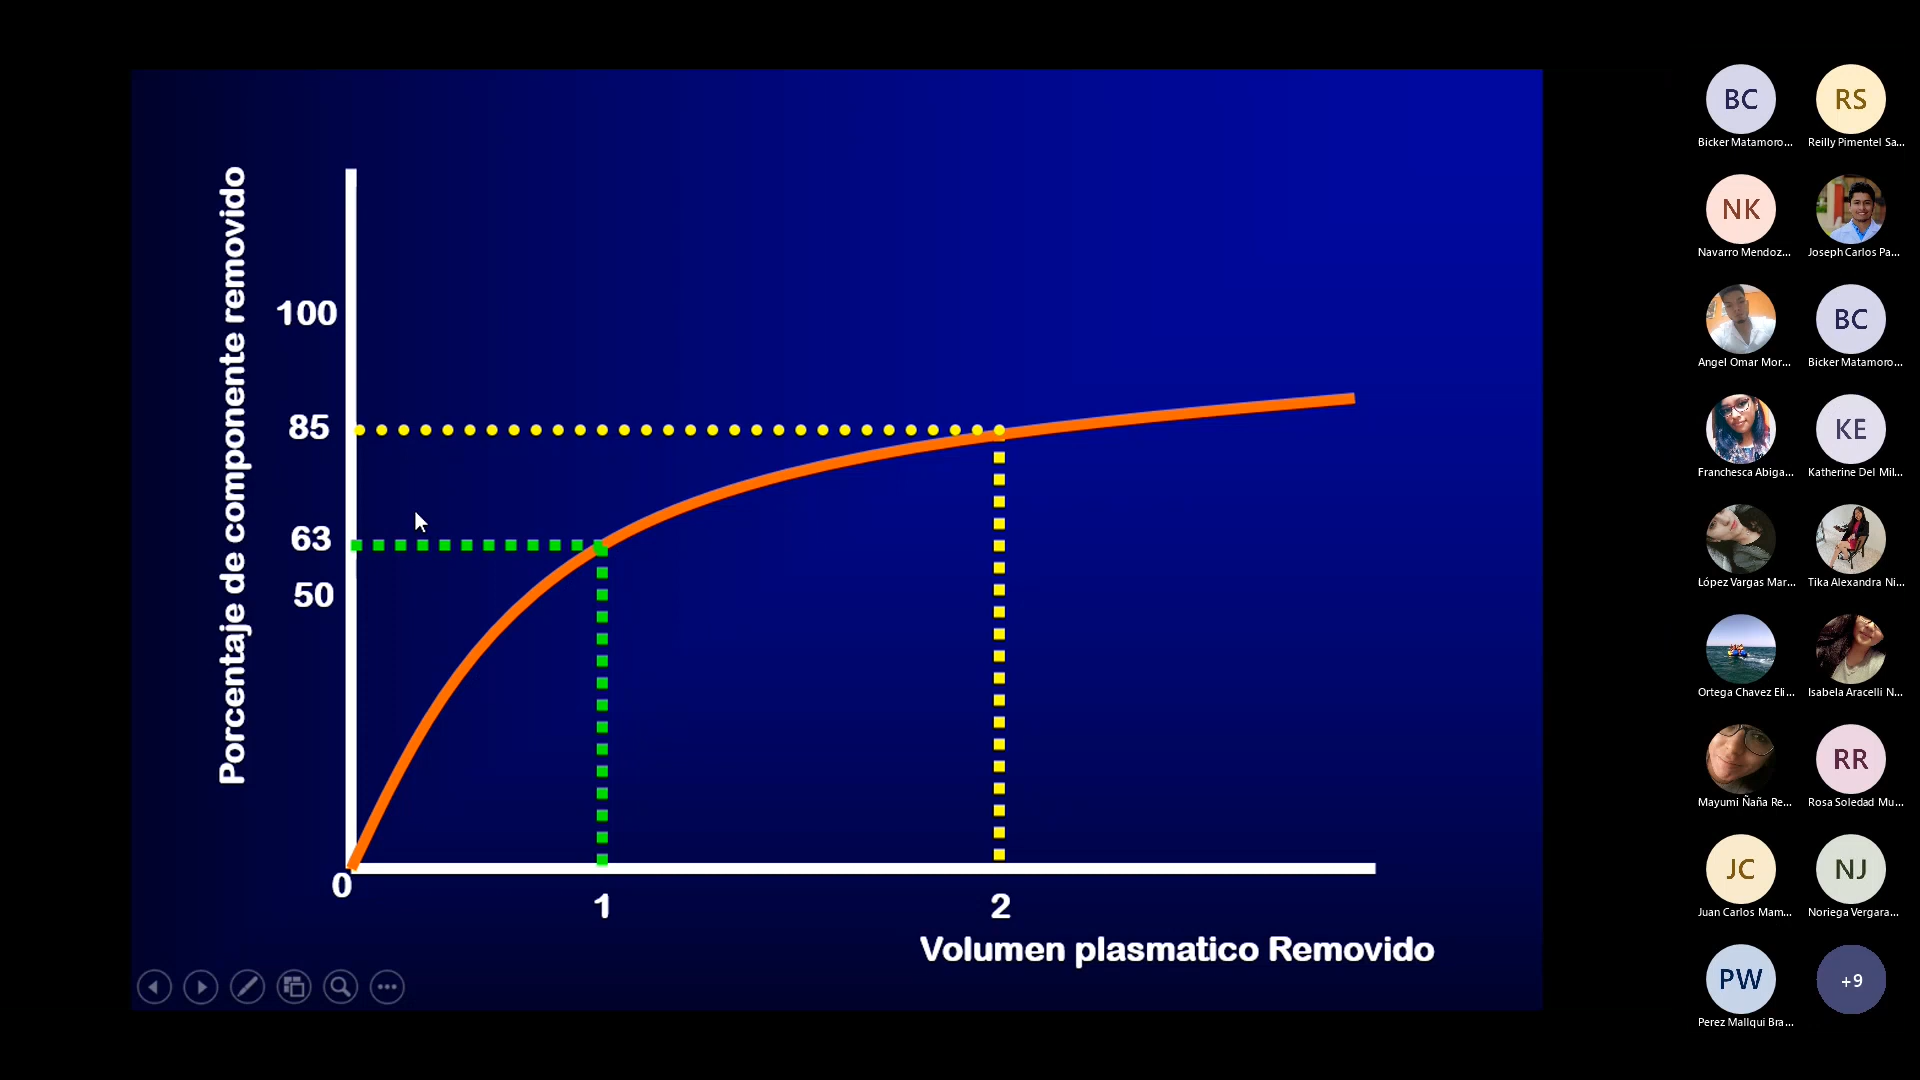 Porcentaje de componente removido
100
85
63
50
0
1
2
Volumen plasmatico Removido
BC
Bicker Matamoro...
RS
Reilly Pimentel Sa...
NK
Navarro Mendoz...
Joseph Carlos Pa...
Angel Omar Mor...
BC
Bicker Matamoro...
Franchesca Abiga...
KE
Katherine Del Mil...
López Vargas Mar...
Tika Alexandra Ni...
Ortega Chavez Eli...
Isabela Aracelli N...
Mayumi Ñaña Re...
RR
Rosa Soledad Mu...
JC
Juan Carlos Mam...
NJ
Noriega Vergara...
PW
Perez Mallqui Bra...
+9